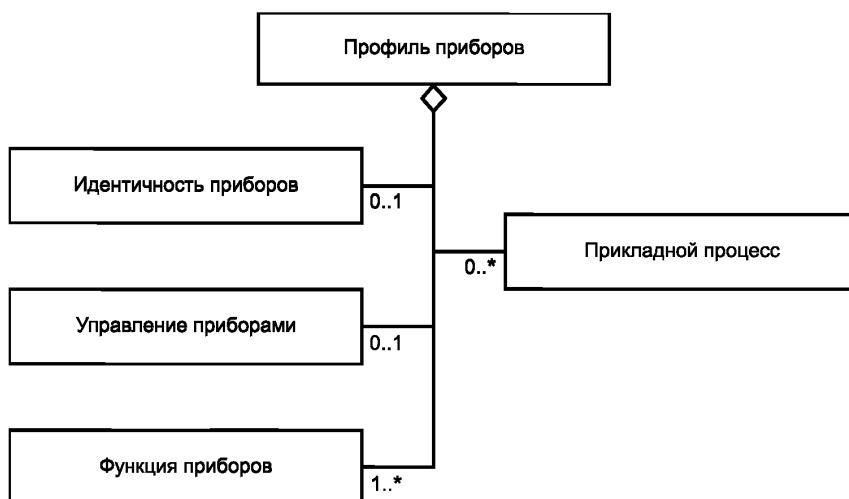 Профиль приборов
Идентичность приборов
0..1
Прикладной процесс
0..*
Управление приборами
0..1
Функция приборов
1..*